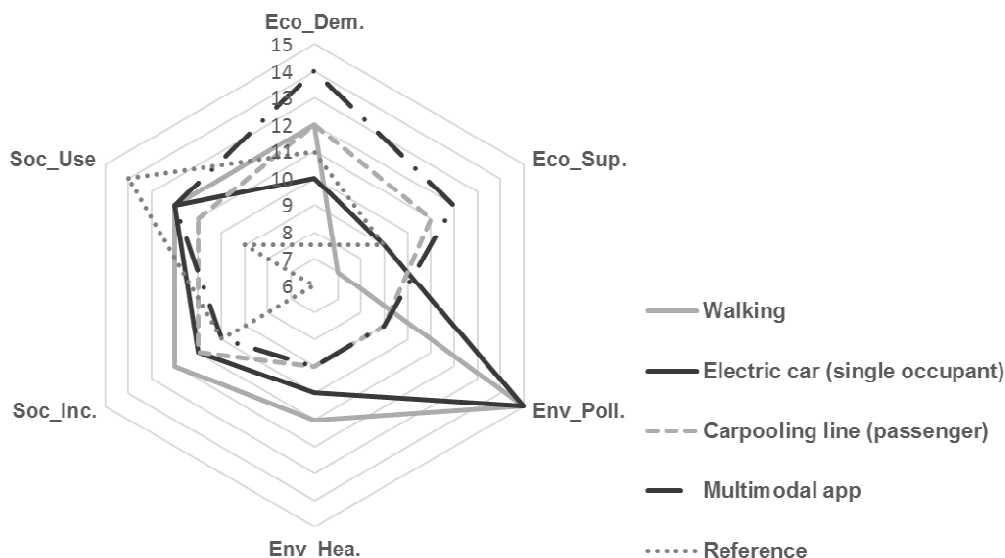 Eco_Dem.
15
14
13
12
11
10
9
8
7
6
Soc_Use
Eco_Sup.
Soc_Inc.
Env_Poll.
Env_Hea.
Walking
Electric car (single occupant)
Carpooling line (passenger)
Multimodal app
Reference